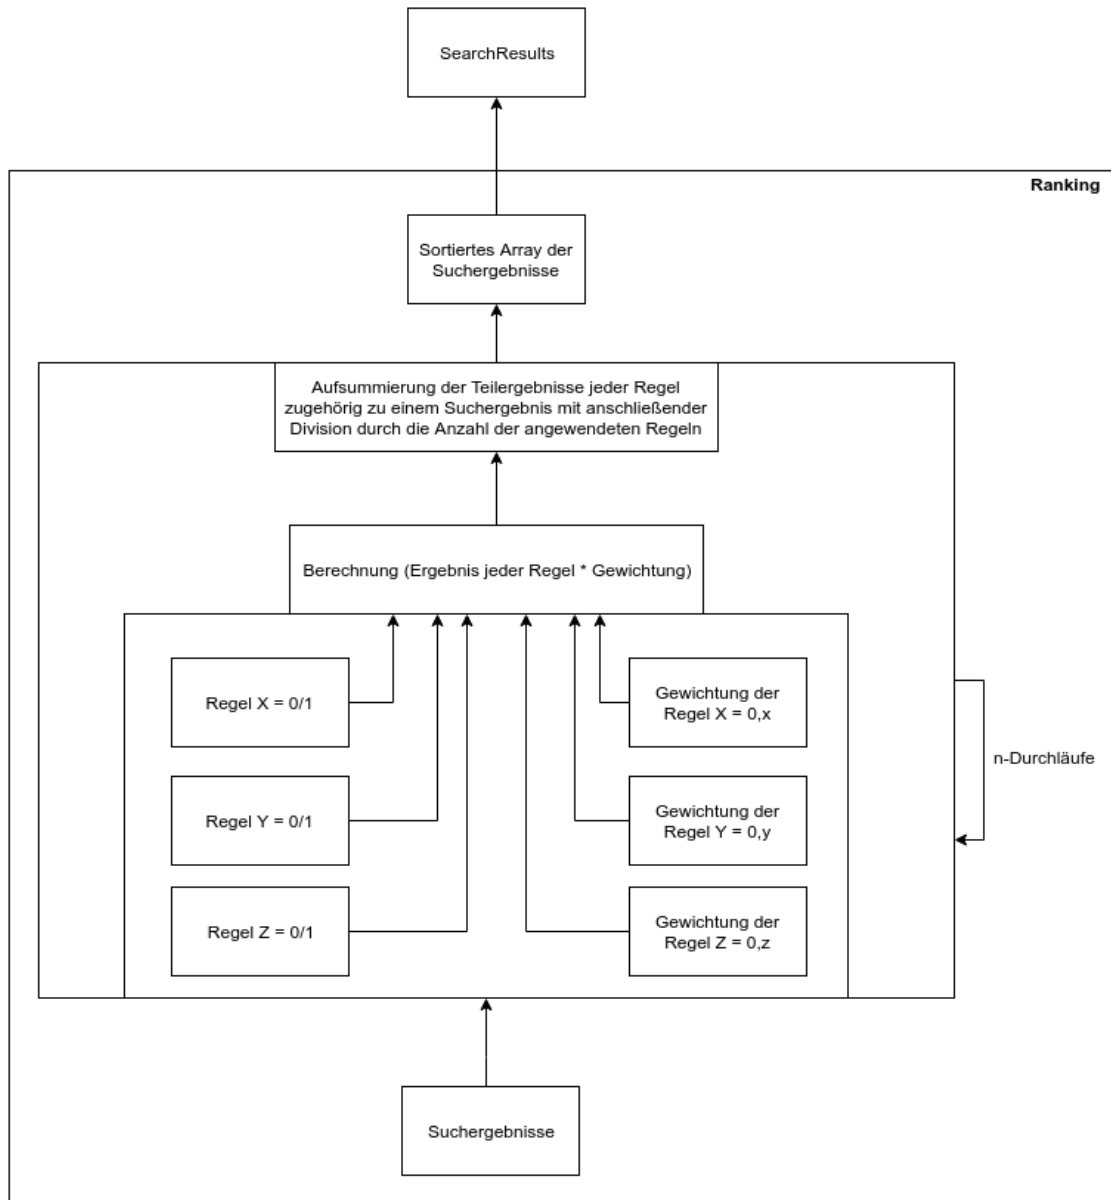 SearchResults
Ranking
Sortiertes Array der
Suchergebnisse
Aufsummierung der Teilergebnisse jeder Regel
zugehörig zu einem Suchergebnis mit anschließender
Division durch die Anzahl der angewendeten Regeln
Berechnung (Ergebnis jeder Regel * Gewichtung)
Regel X = 0/1
Gewichtung der
Regel X = 0,x
n-Durchläufe
Regel Y = 0/1
Gewichtung der
Regel Y = 0,y
Regel Z = 0/1
Gewichtung der
Regel Z = 0,z
Suchergebnisse